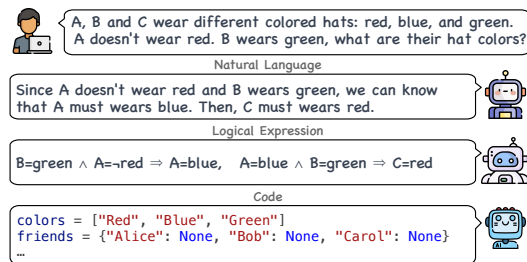 A, B and C wear different colored hats: red, blue, and green.
A doesn't wear red. B wears green, what are their hat colors?
Natural Language
Since A doesn't wear red and B wears green, we can know
that A must wears blue. Then, C must wears red.
Logical Expression
B=green ∧ A=¬red ⇒ A=blue, A=blue ∧ B=green ⇒ C=red
Code
colors = ["Red", "Blue", "Green"]
friends = {"Alice": None, "Bob": None, "Carol": None}
…